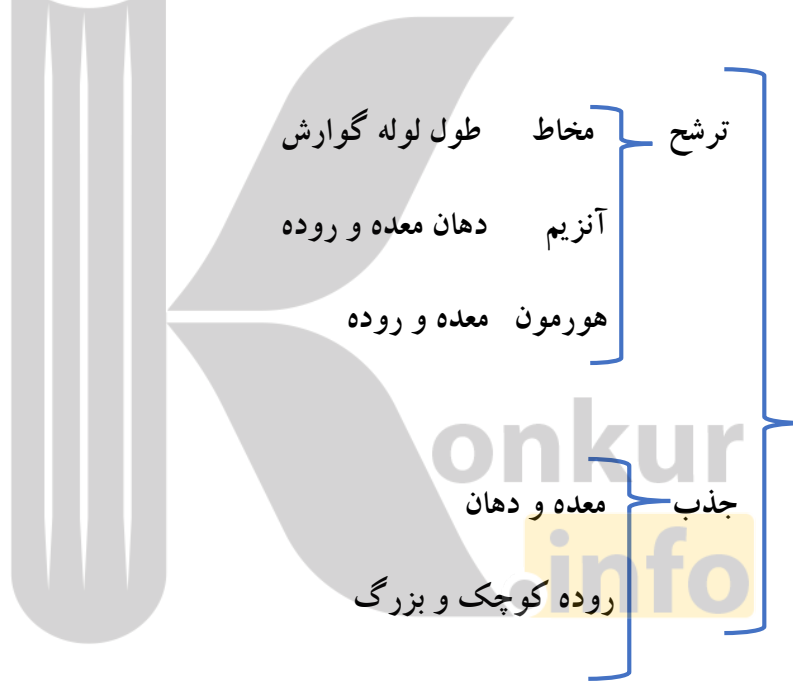 ترشح مخاط طول لوله گوارش
آنزیم دهان معده و روده
هورمون معده و روده
onkur
جذب معده و دهان
.info
روده کوچک و بزرگ